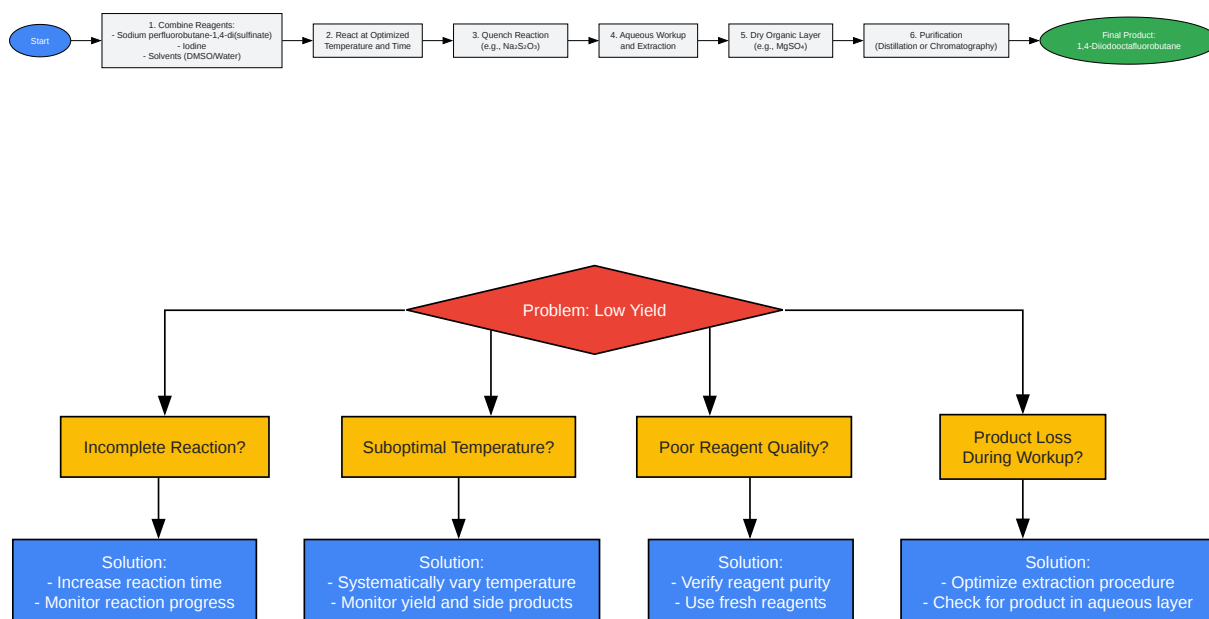 Start
1. Combine Reagents:
- Sodium perfluorobutane-1,4-di(sulfinate)
- Iodine
- Solvents (DMSO/Water)
2. React at Optimized
Temperature and Time
3. Quench Reaction
(e.g., Na₂S₂O₃)
4. Aqueous Workup
and Extraction
5. Dry Organic Layer
(e.g., MgSO₄)
6. Purification
(Distillation or Chromatography)
Final Product:
1,4-Diiodooctafluorobutane
Problem: Low Yield
Incomplete Reaction?
Suboptimal Temperature?
Poor Reagent Quality?
Product Loss
During Workup?
Solution:
- Increase reaction time
- Monitor reaction progress
Solution:
- Systematically vary temperature
- Monitor yield and side products
Solution:
- Verify reagent purity
- Use fresh reagents
Solution:
- Optimize extraction procedure
- Check for product in aqueous layer